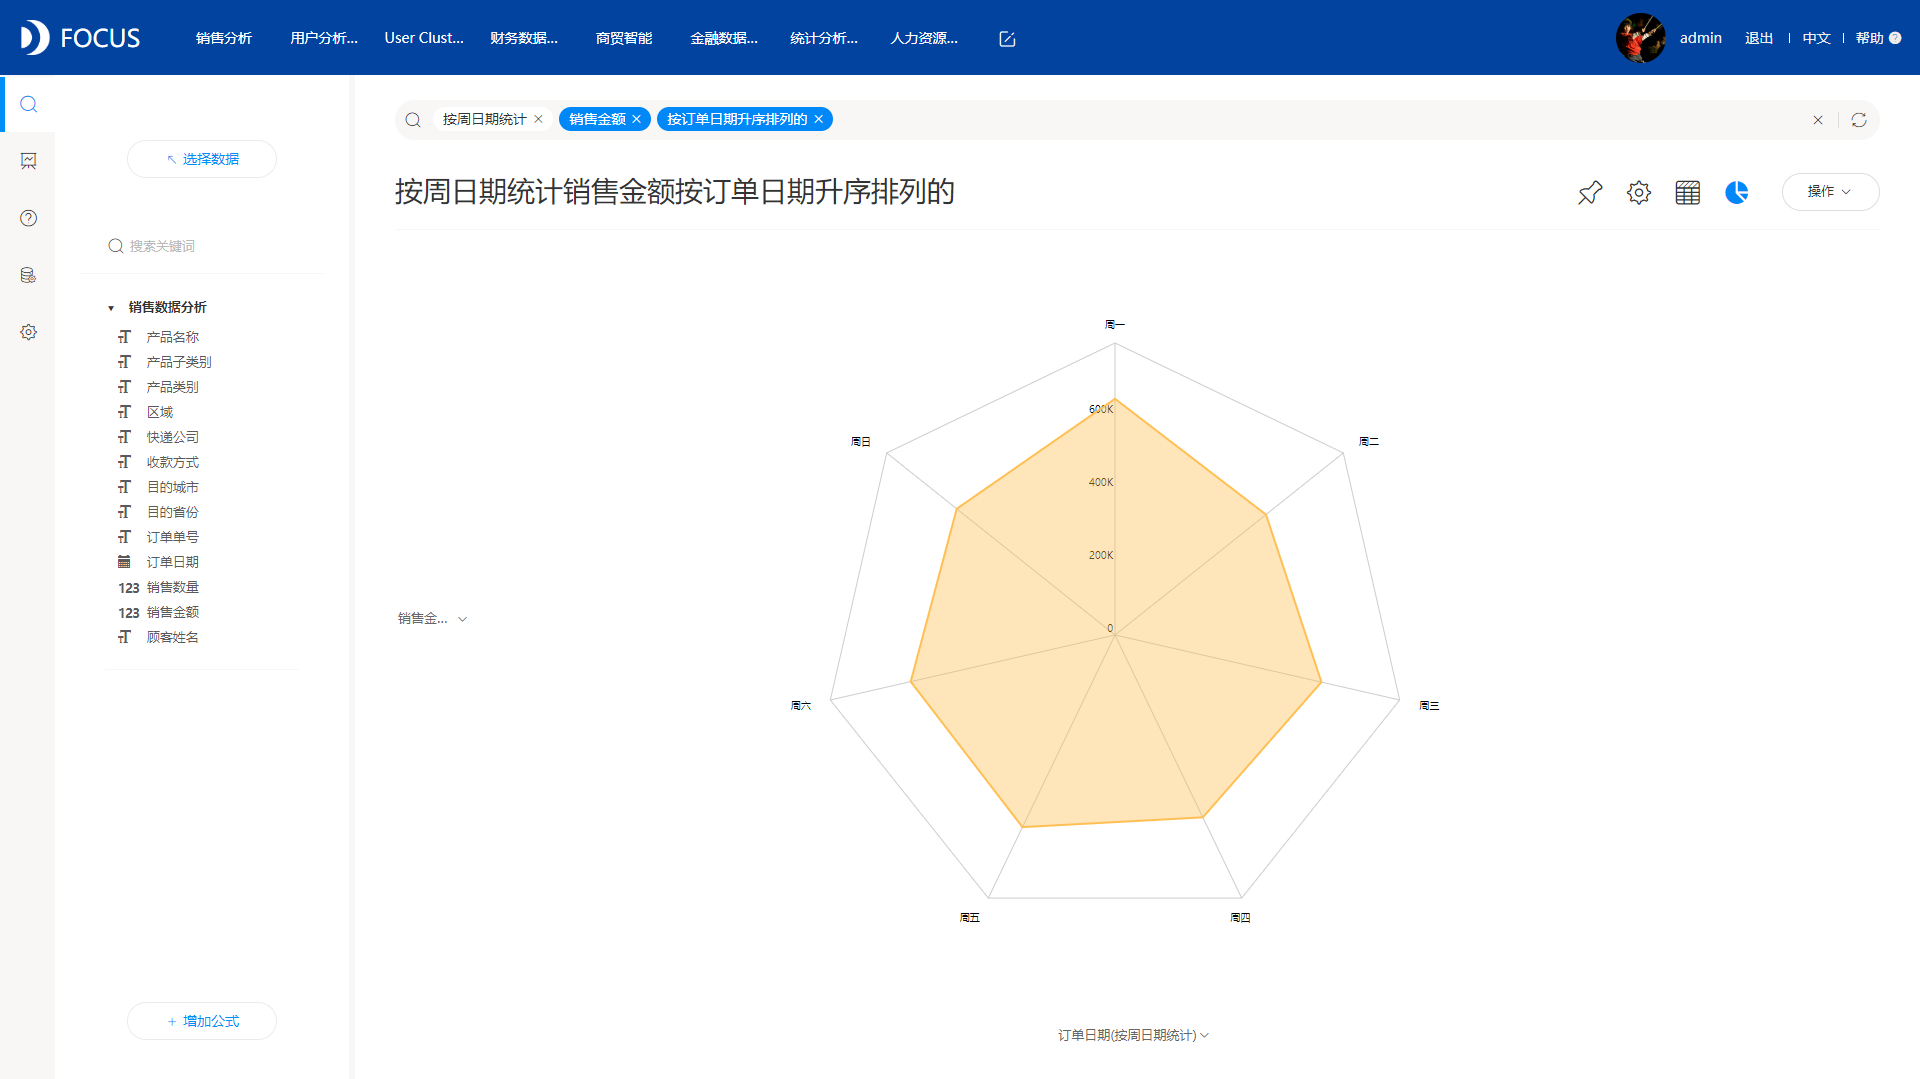 FOCUS
销售分析 用户分析... User Clust... 财务数据... 商贸智能 金融数据... 统计分析... 人力资源...
admin 退出 中文 帮助 ?
选择数据
搜索关键词
销售数据分析
产品名称
产品子类别
产品类别
区域
快递公司
收款方式
目的城市
目的省份
订单单号
订单日期
123 销售数量
123 销售金额
顾客姓名
+ 增加公式
按周日期统计 × 销售金额 × 按订单日期升序排列的 ×
按周日期统计销售金额按订单日期升序排列的
操作
销售金...
周一
周二
周三
周四
周五
周六
周日
600K
400K
200K
0
订单日期(按周日期统计)